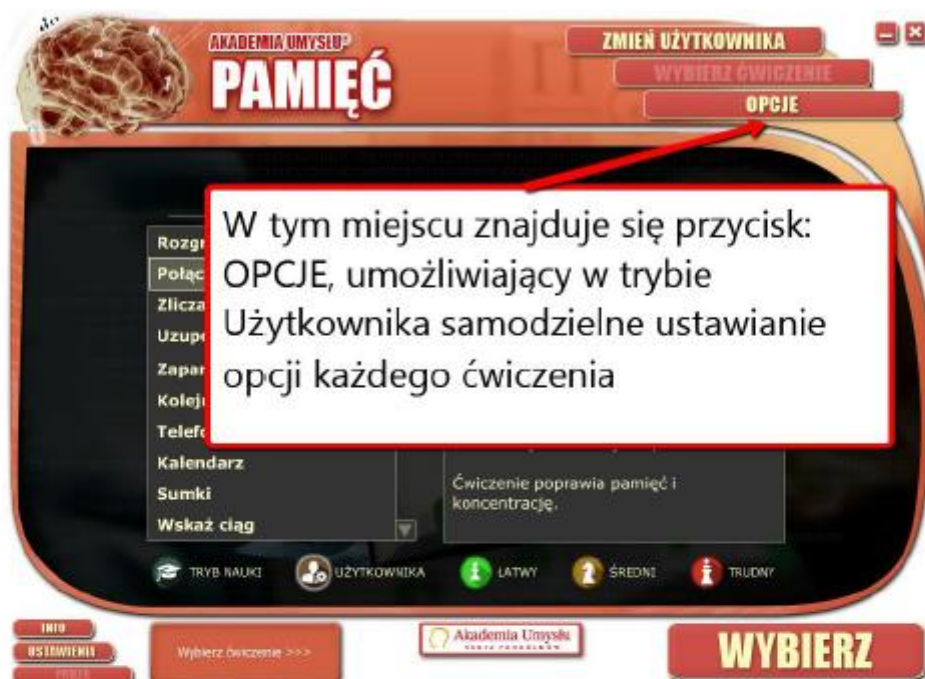 AKADEMIA UMYSŁU®
PAMIĘĆ
ZMIEŃ UŻYTKOWNIKA
WYBIERZ ĆWICZENIE
OPCJE
W tym miejscu znajduje się przycisk:
OPCJE, umożliwiający w trybie
Użytkownika samodzielne ustawianie
opcji każdego ćwiczenia
Kalendarz
Sumki
Wskaż ciąg
Ćwiczenie poprawia pamięć i
koncentrację.
TRYB NAUKI
UŻYTKOWNIKA
ŁATWY
ŚREDNI
TRUDNY
INFO
USTAWIENIA
Wybierz ćwiczenie >>>
Akademia Umysłu
WYBIERZ